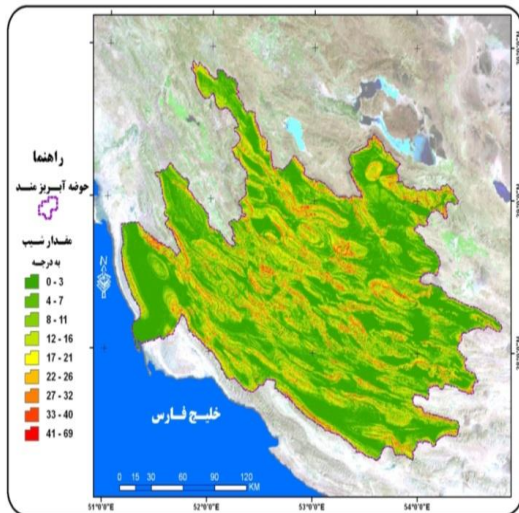 راهنما
حوضه آبریز مند
مقدار شیب
به درجه
0 - 3
4 - 7
8 - 11
12 - 16
17 - 21
22 - 26
27 - 32
33 - 40
41 - 69
N
خلیج فارس
0 15 30 60 90 120
KM
51°0'0"E 52°0'0"E 53°0'0"E 54°0'0"E